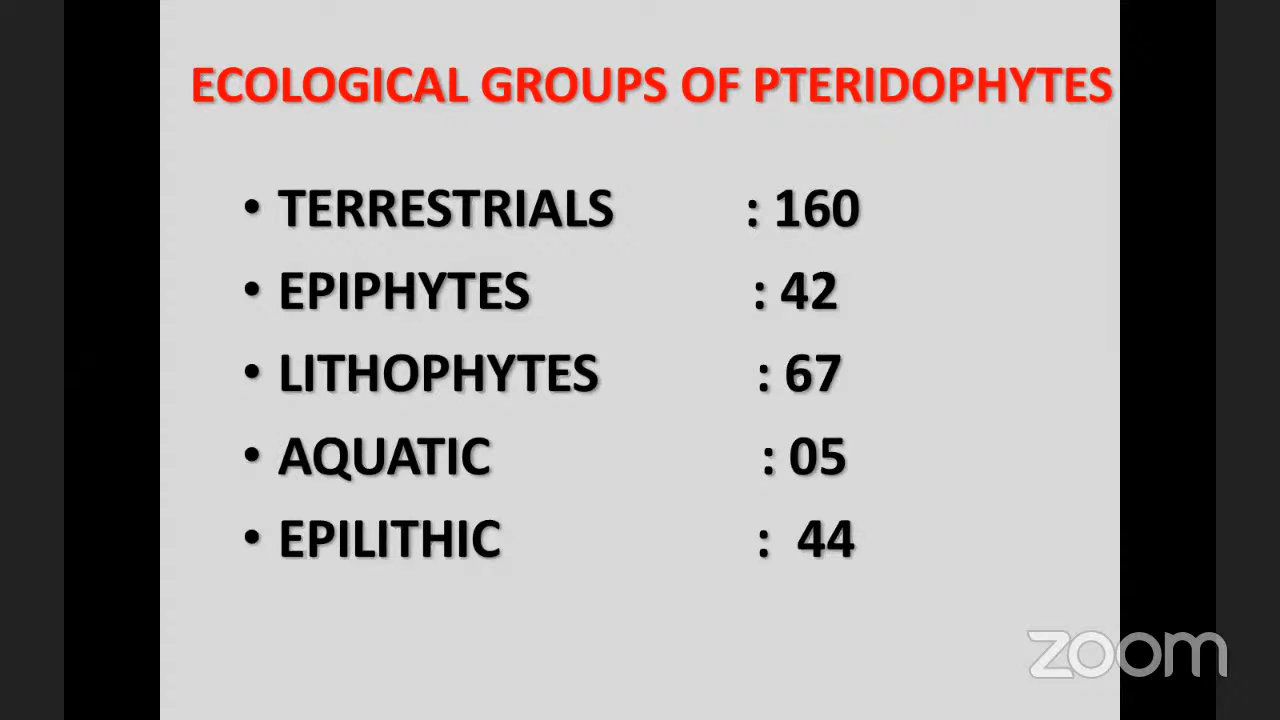 ECOLOGICAL GROUPS OF PTERIDOPHYTES
• TERRESTRIALS : 160
• EPIPHYTES : 42
• LITHOPHYTES : 67
• AQUATIC : 05
• EPILITHIC : 44
zoom